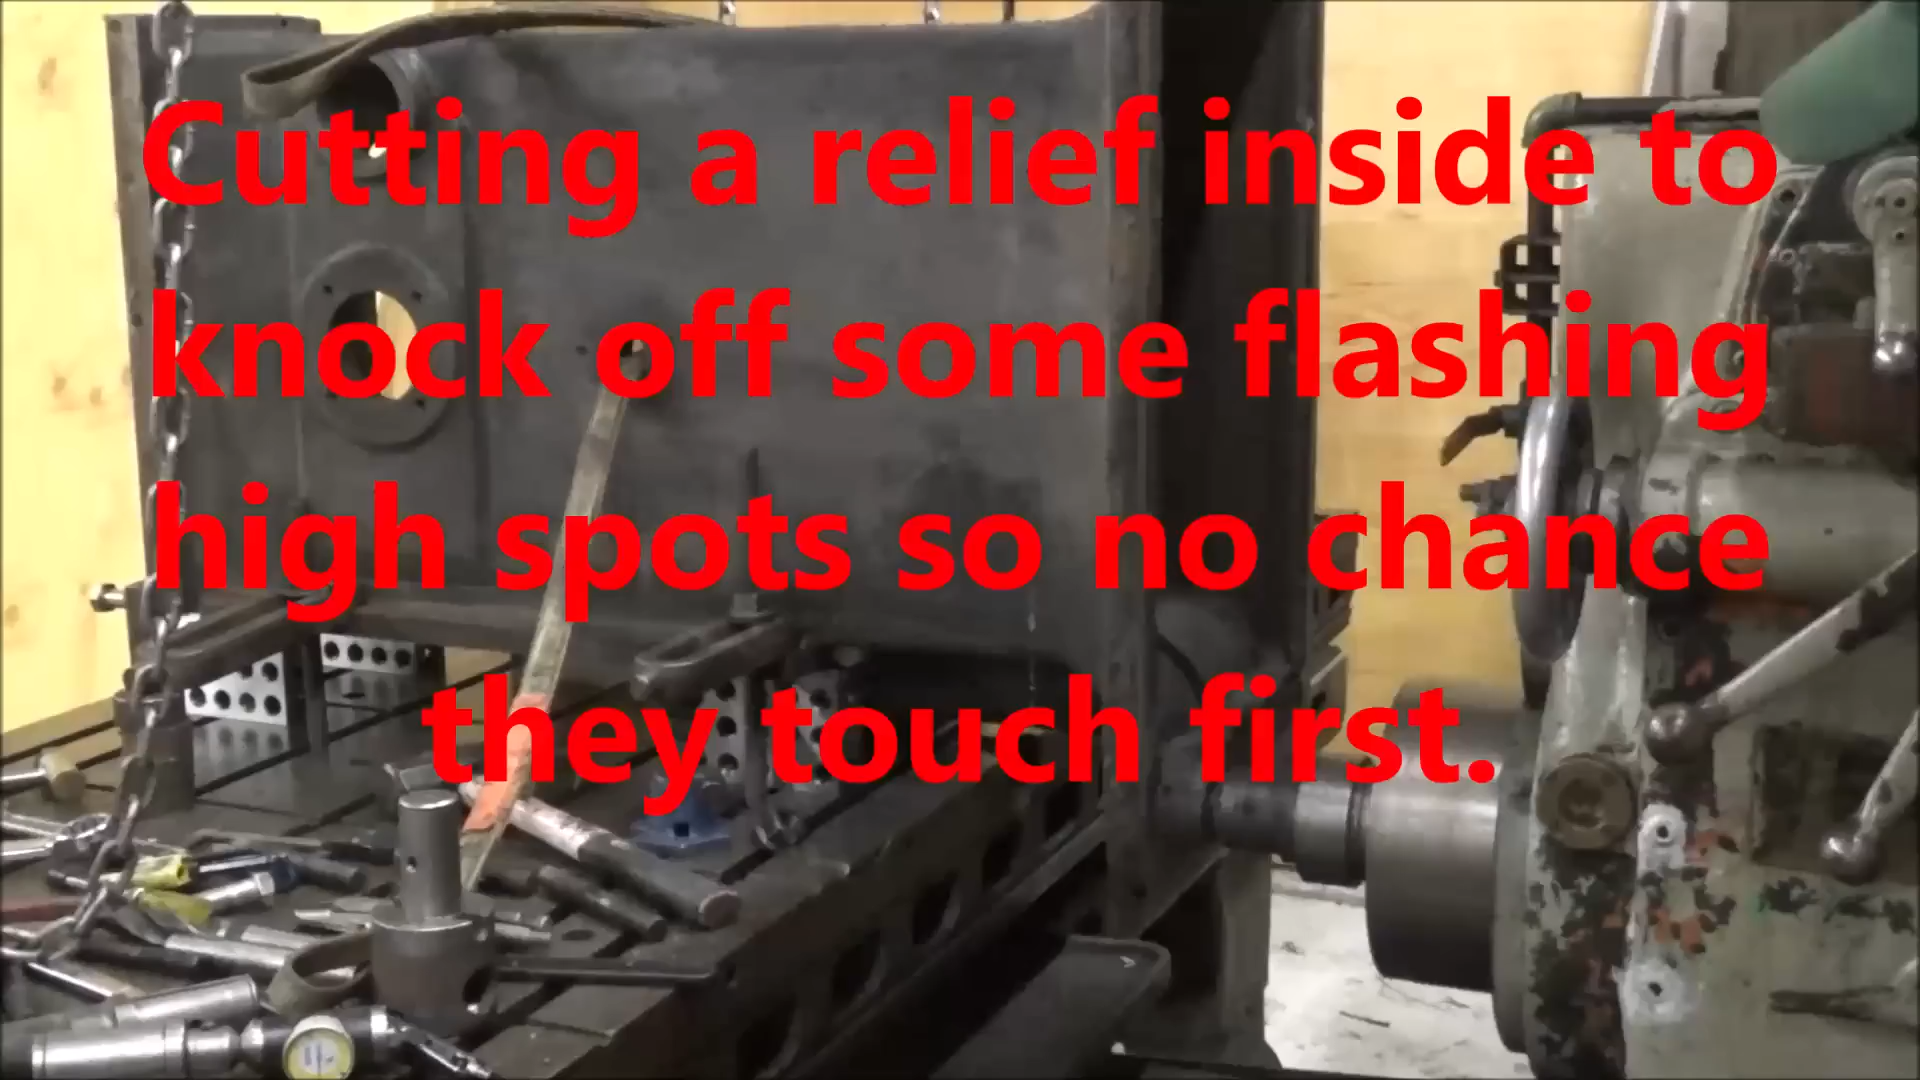 Cutting a relief inside to
knock off some flashing
high spots so no chance
they touch first.